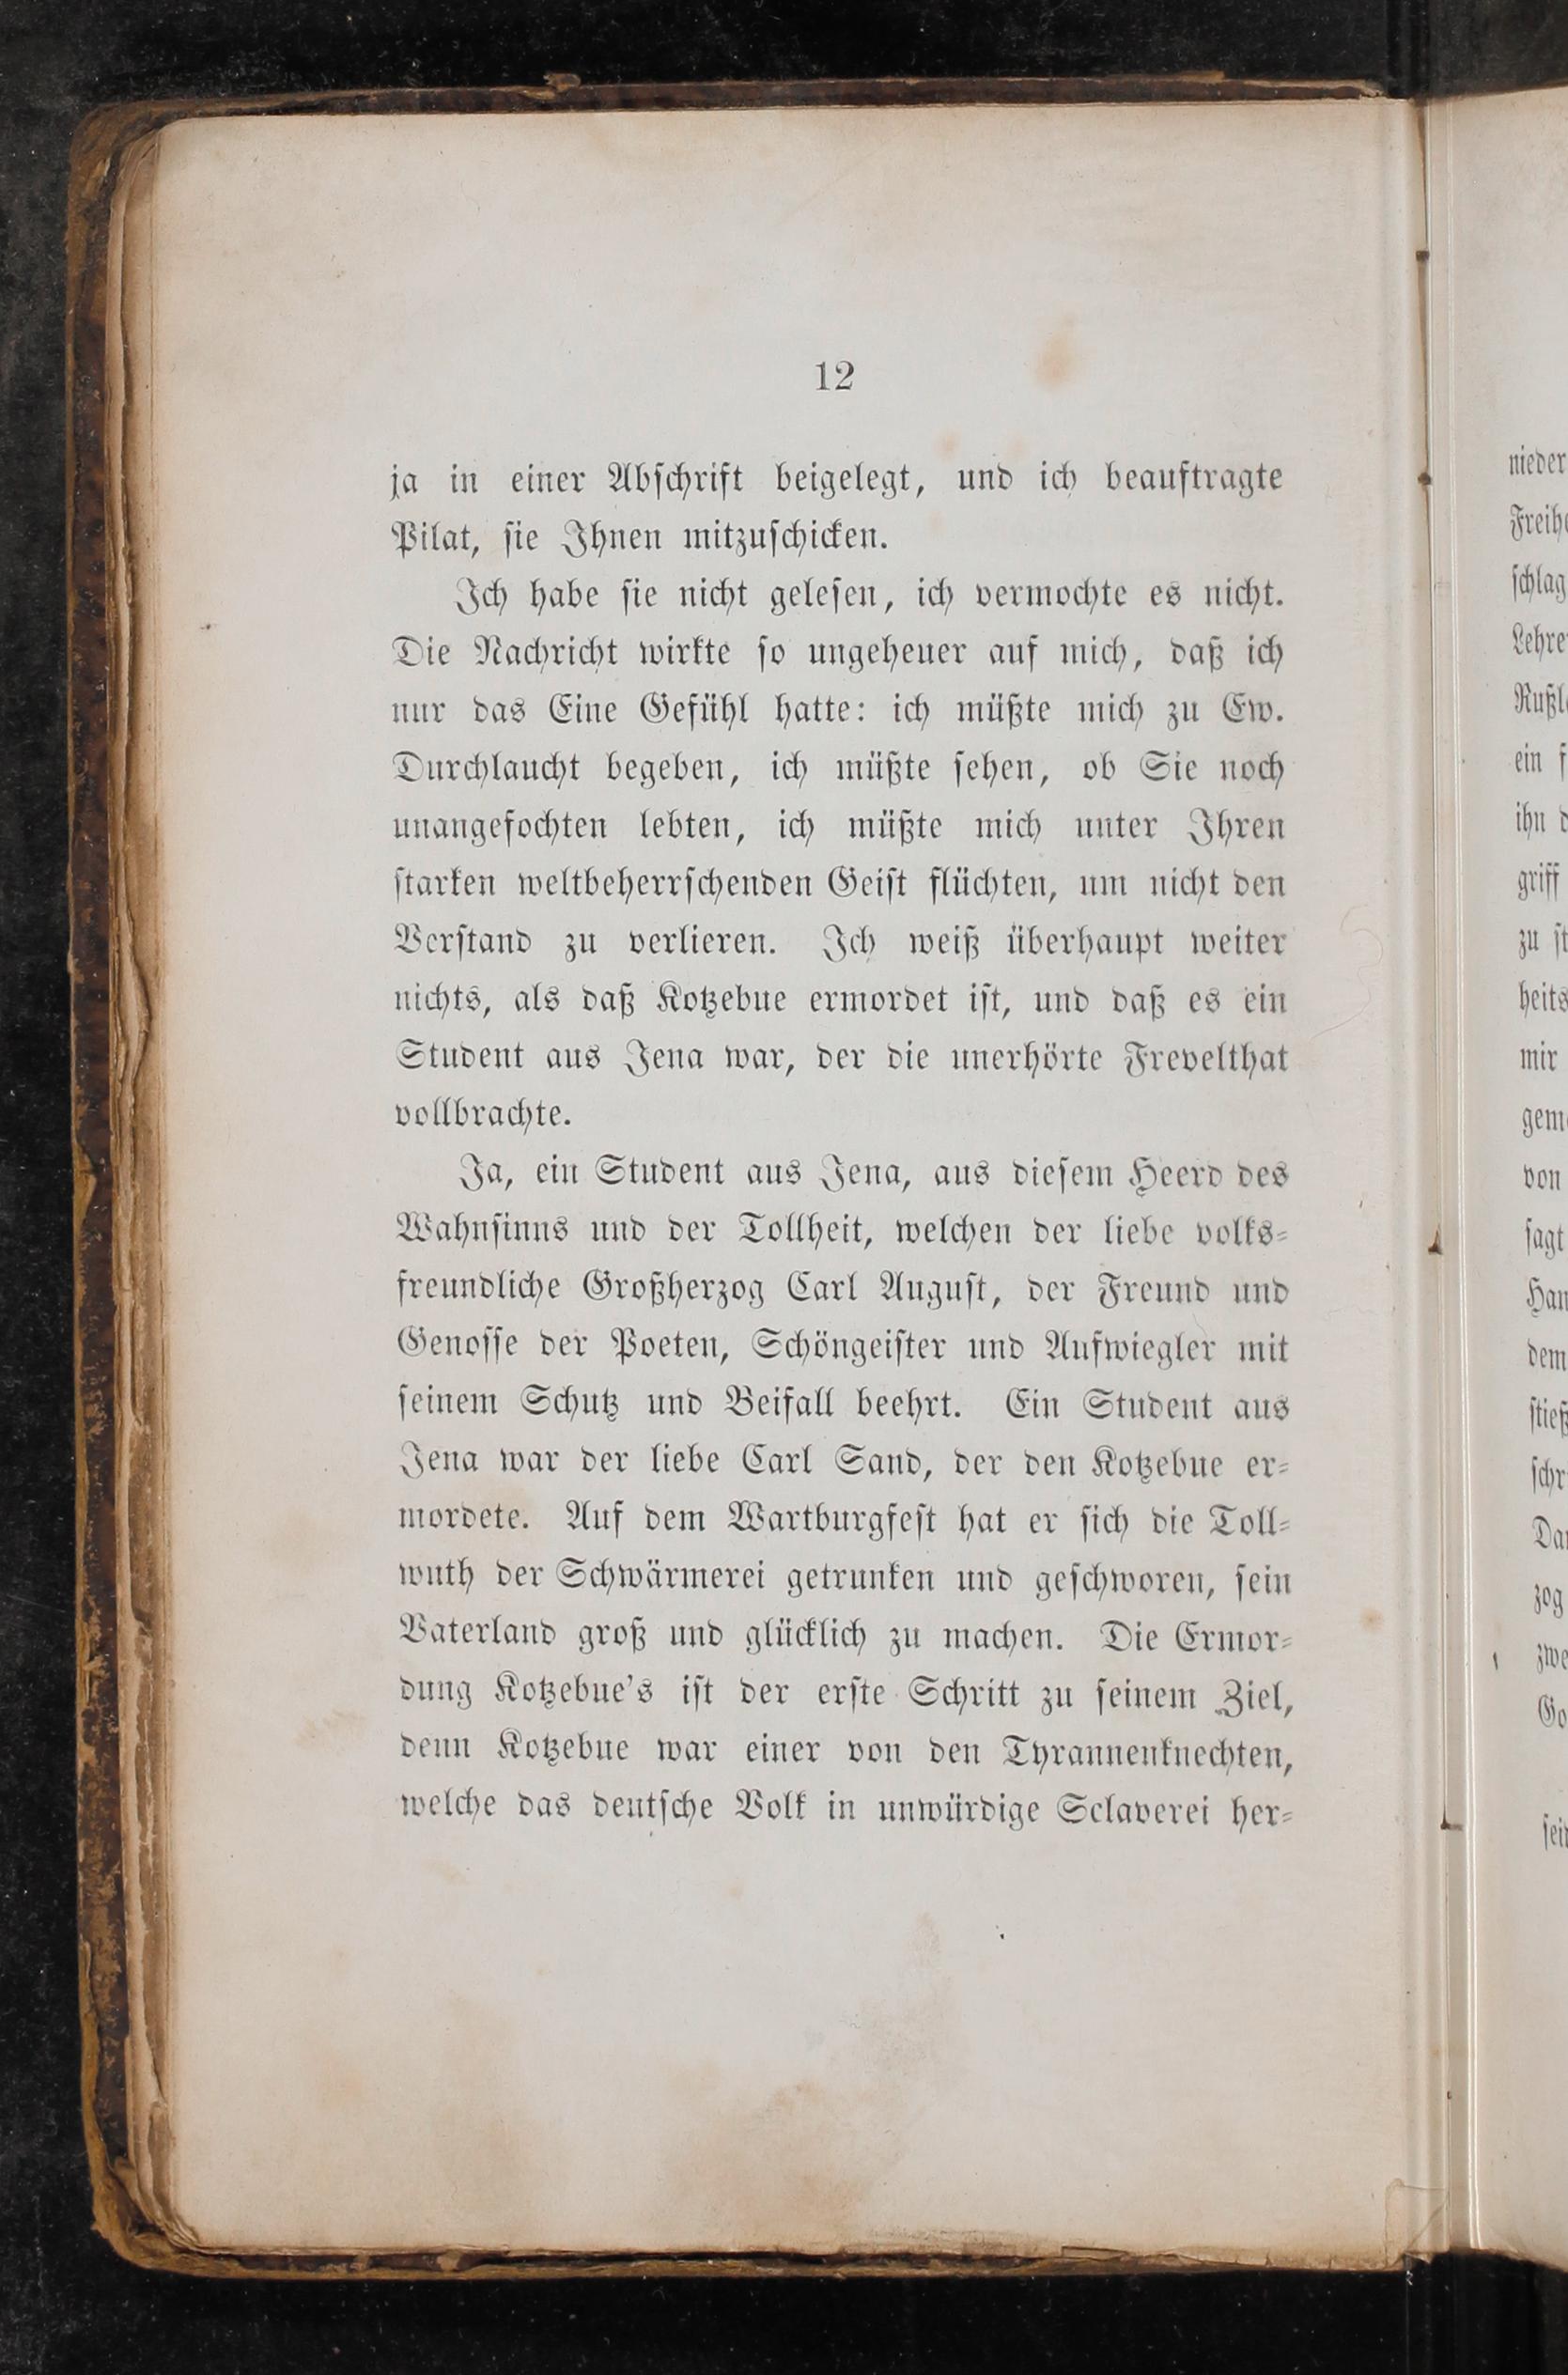 12
ja in einer Abschrift beigelegt, und ich beauftragte
Pilat, sie Ihnen mitzuschicken.
Ich habe sie nicht gelesen, ich vermochte es nicht.
Die Nachricht wirkte so ungeheuer auf mich, daß ich
nur das Eine Gefühl hatte: ich müßte mich zu Ew.
Durchlaucht begeben, ich müßte sehen, ob Sie noch
unangefochten lebten, ich müßte mich unter Ihren
starken weltbeherrschenden Geist flüchten, um nicht den
Verstand zu verlieren. Ich weiß überhaupt weiter
nichts, als daß Kotzebue ermordet ist, und daß es ein
Student aus Jena war, der die unerhörte Frevelthat
vollbrachte.
Ja, ein Student aus Jena, aus diesem Heerd des
Wahnsinns und der Tollheit, welchen der liebe volks-
freundliche Großherzog Carl August, der Freund und
Genosse der Poeten, Schöngeister und Aufwiegler mit
seinem Schutz und Beifall beehrt. Ein Student aus
Jena war der liebe Carl Sand, der den Kotzebue er-
mordete. Auf dem Wartburgfest hat er sich die Toll-
wuth der Schwärmerei getrunken und geschworen, sein
Vaterland groß und glücklich zu machen. Die Ermor-
dung Kotzebue's ist der erste Schritt zu seinem Ziel,
denn Kotzebue war einer von den Tyrannenknechten,
welche das deutsche Volk in unwürdige Sclaverei her-
nieder
schlag
zu
heits
mir
von
sagt
dem
zog